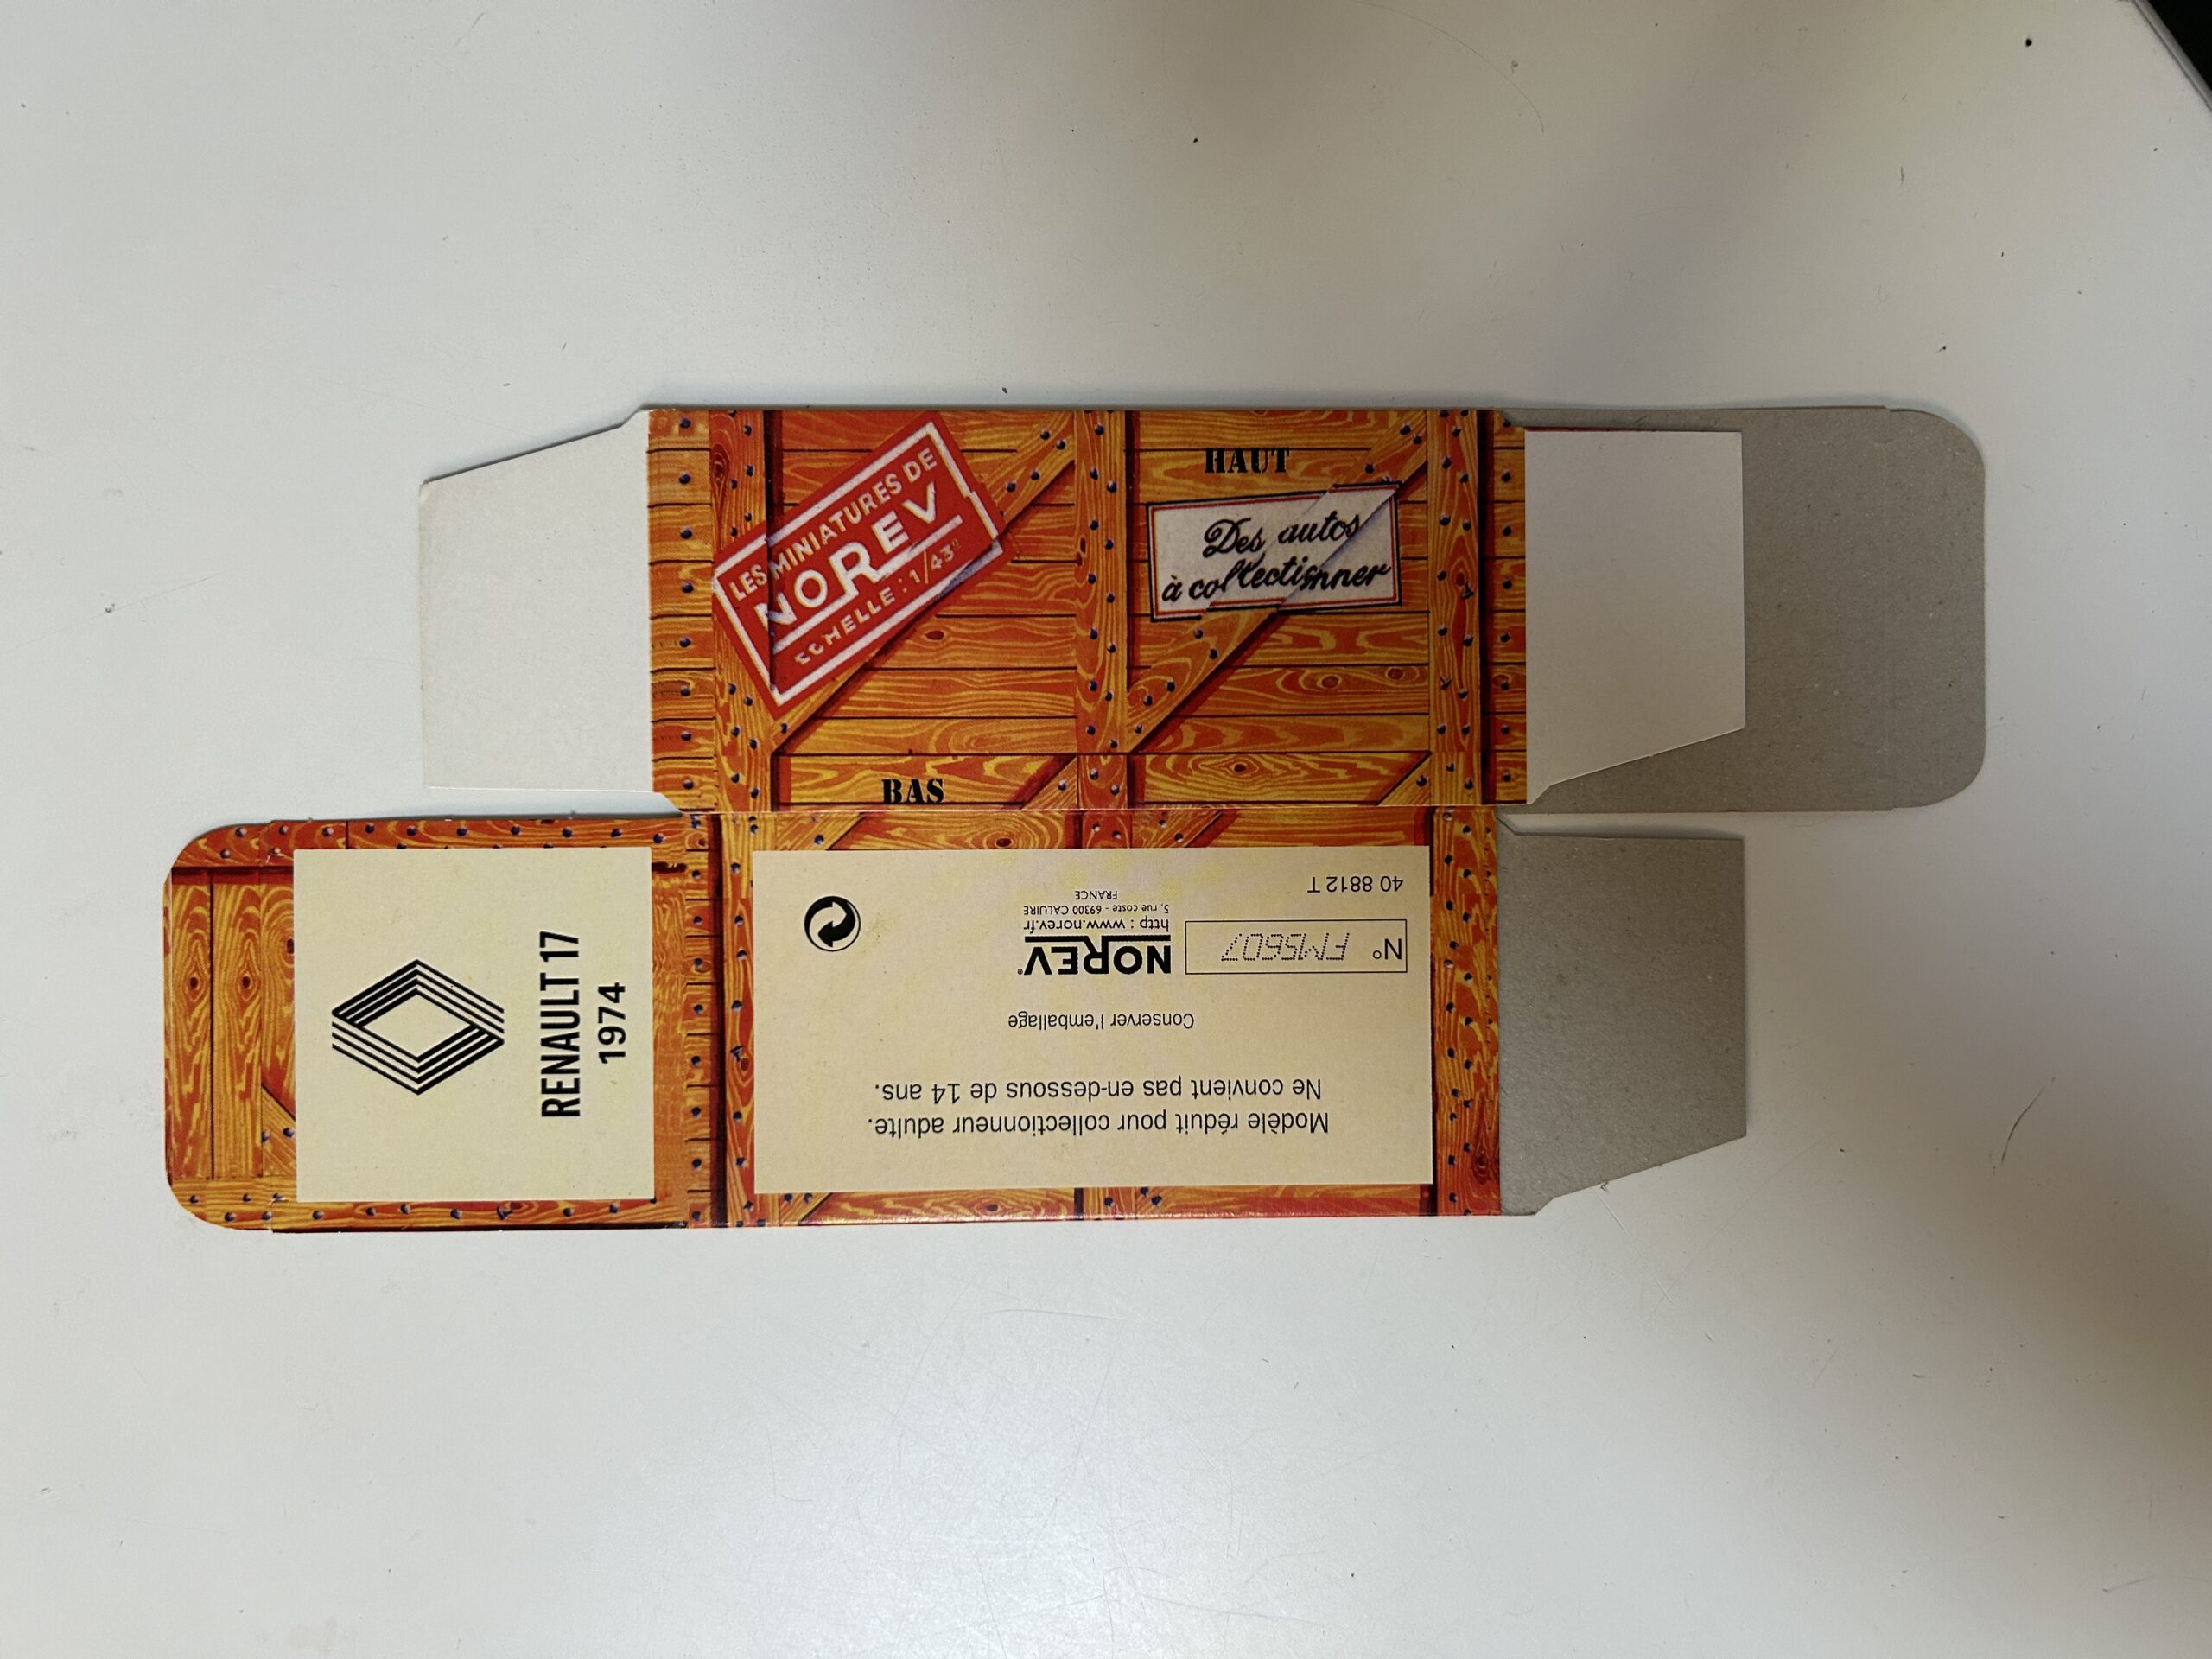 LES MINIATURES DE
NOREV
ECHELLE : 1/43e
HAUT
Des autos
à collectionner
BAS
RENAULT 17
1974
Modèle réduit pour collectionneur adulte.
Ne convient pas en-dessous de 14 ans.
Conserver l'emballage
N° FM5607
NOREV®
http : www.norev.fr
5, rue coste - 69300 CALUIRE
FRANCE
40 8812 T